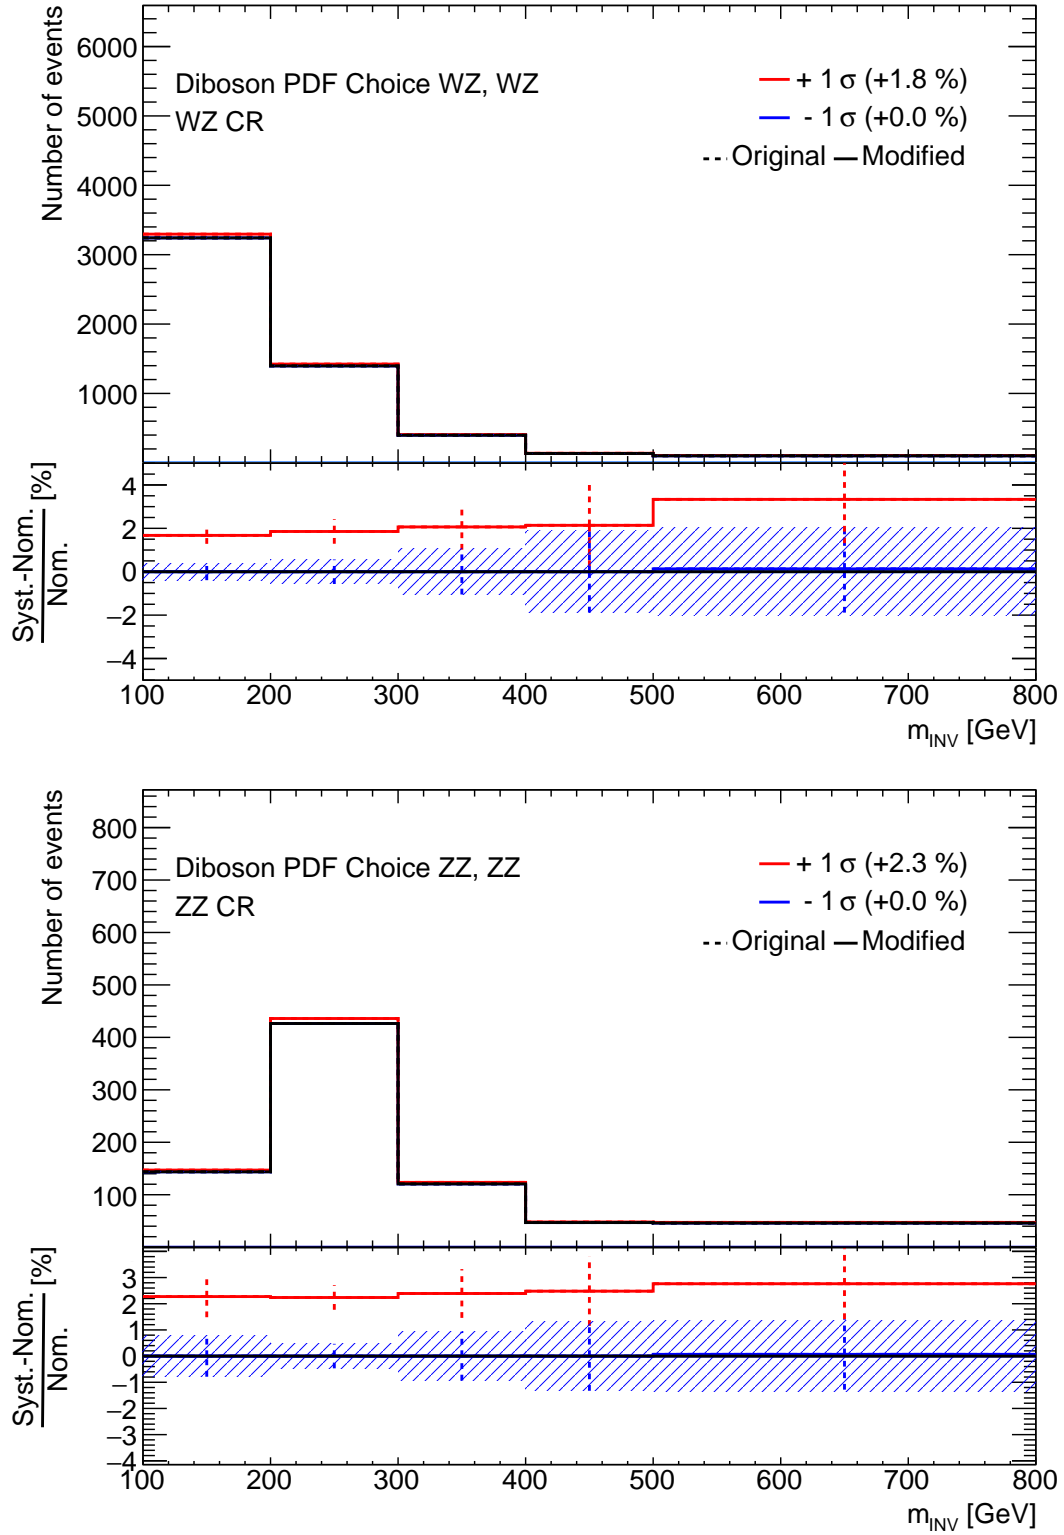 Number of events
6000
5000
4000
3000
2000
1000
Diboson PDF Choice WZ, WZ
WZ CR
+ 1 σ (+1.8 %)
- 1 σ (+0.0 %)
Original Modified
Syst.-Nom.
Nom.
[%]
4
2
0
−2
−4
100 200 300 400 500 600 700 800
m_INV [GeV]
Number of events
800
700
600
500
400
300
200
100
Diboson PDF Choice ZZ, ZZ
ZZ CR
+ 1 σ (+2.3 %)
- 1 σ (+0.0 %)
Original Modified
Syst.-Nom.
Nom.
[%]
3
2
1
0
−1
−2
−3
−4
100 200 300 400 500 600 700 800
m_INV [GeV]